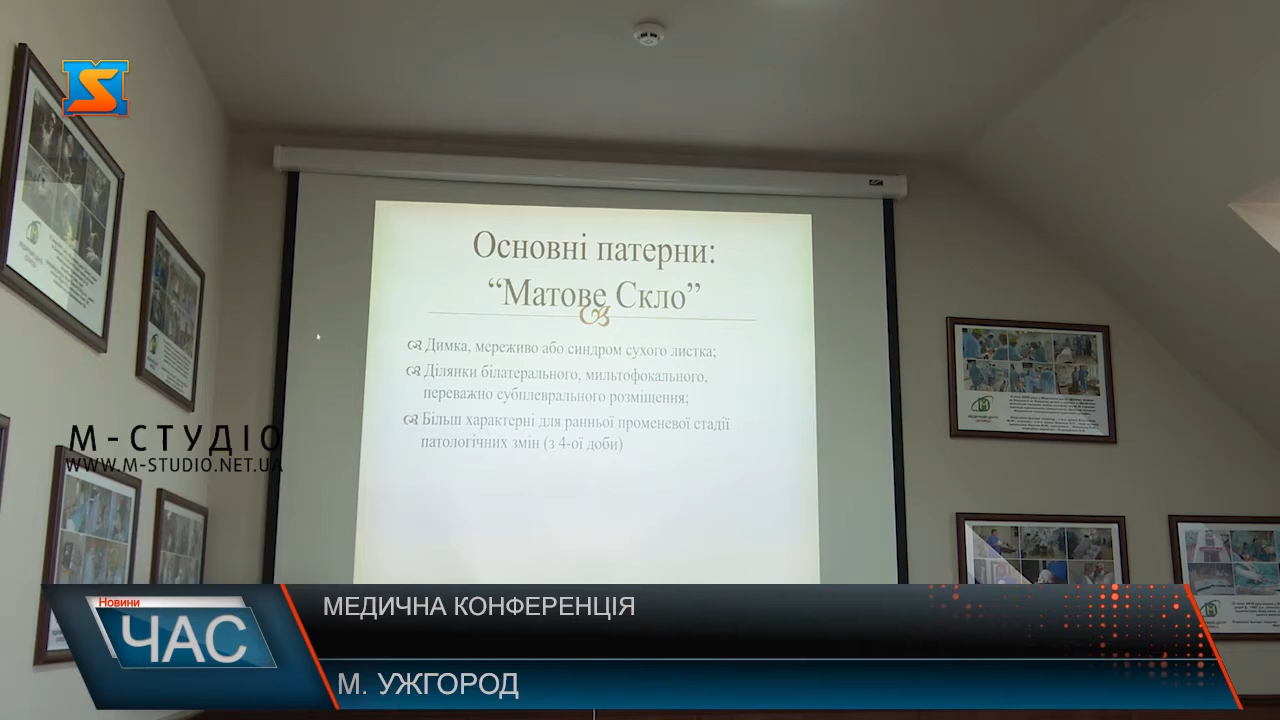 Основні патерни:
“Матове Скло”
Димка, мереживо або синдром сухого листка;
Ділянки білатерального, мильтофокального,
переважно субплеврального розміщення;
Більш характерні для ранньої променевої стадії
патологічних змін (з 4-ої доби)
М-СТУДІО
WWW.M-STUDIO.NET.UA
Новини
ЧАС
МЕДИЧНА КОНФЕРЕНЦІЯ
М. УЖГОРОД